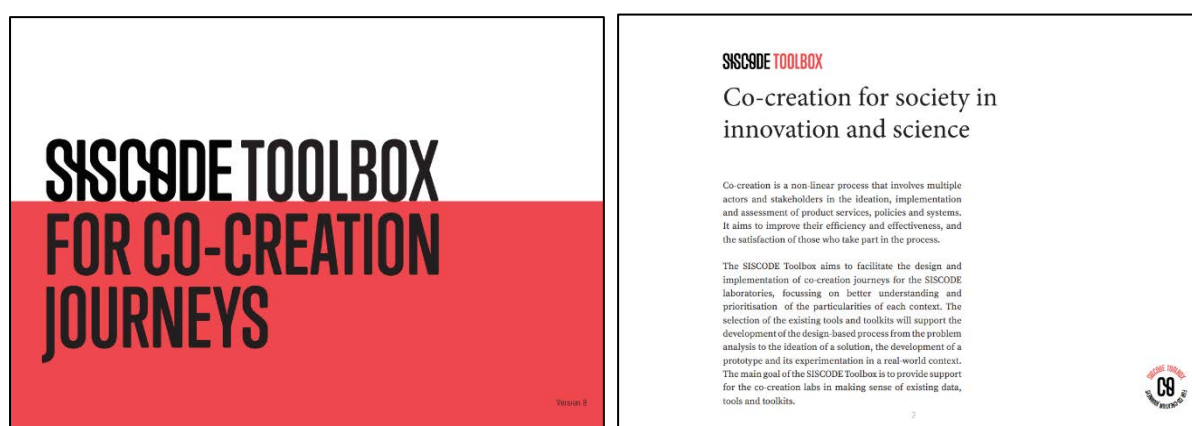 SISCODE TOOLBOX
FOR CO-CREATION
JOURNEYS
Version 8
SISCODE TOOLBOX
Co-creation for society in
innovation and science
Co-creation is a non-linear process that involves multiple
actors and stakeholders in the ideation, implementation
and assessment of product services, policies and systems.
It aims to improve their efficiency and effectiveness, and
the satisfaction of those who take part in the process.
The SISCODE Toolbox aims to facilitate the design and
implementation of co-creation journeys for the SISCODE
laboratories, focussing on better understanding and
prioritisation of the particularities of each context. The
selection of the existing tools and toolkits will support the
development of the design-based process from the problem
analysis to the ideation of a solution, the development of a
prototype and its experimentation in a real-world context.
The main goal of the SISCODE Toolbox is to provide support
for the co-creation labs in making sense of existing data,
tools and toolkits.
2
SISCODE TOOLBOX
CO
FOR CO-CREATION JOURNEYS